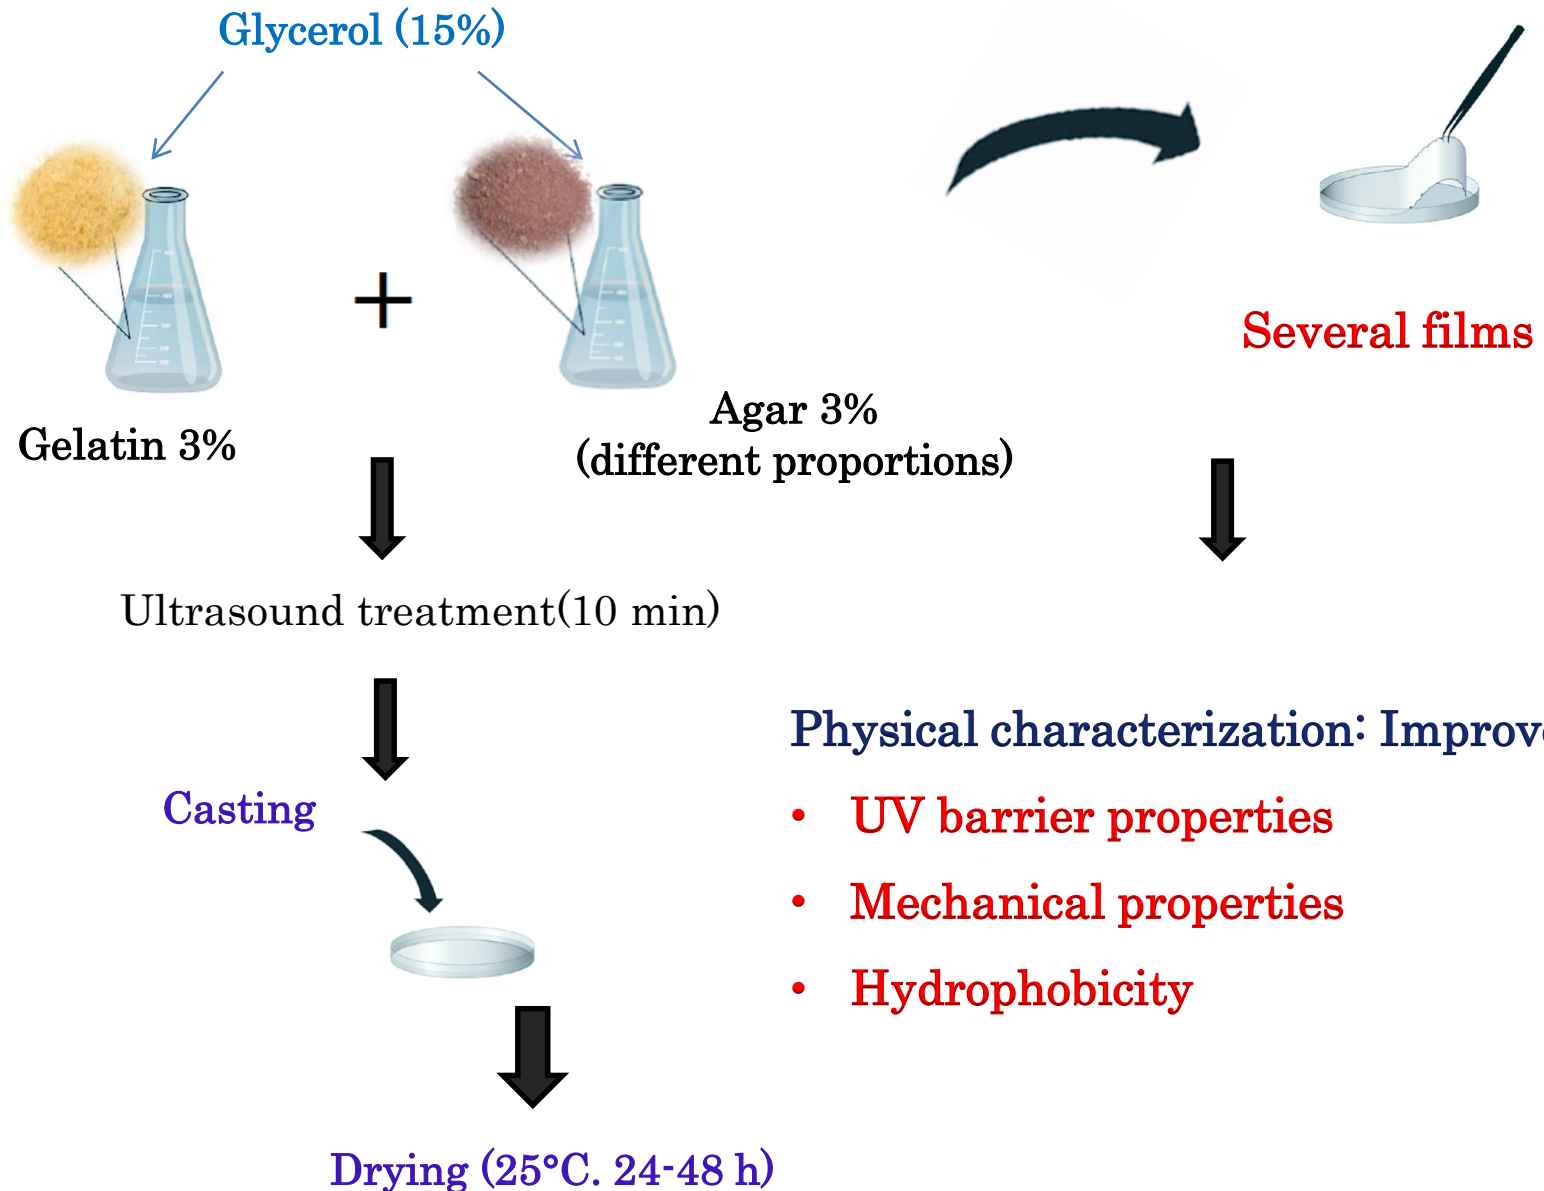 Glycerol (15%)
+
Gelatin 3%
Agar 3%
(different proportions)
Ultrasound treatment(10 min)
Casting
Drying (25°C. 24-48 h)
Several films
Physical characterization: Improve
• UV barrier properties
• Mechanical properties
• Hydrophobicity